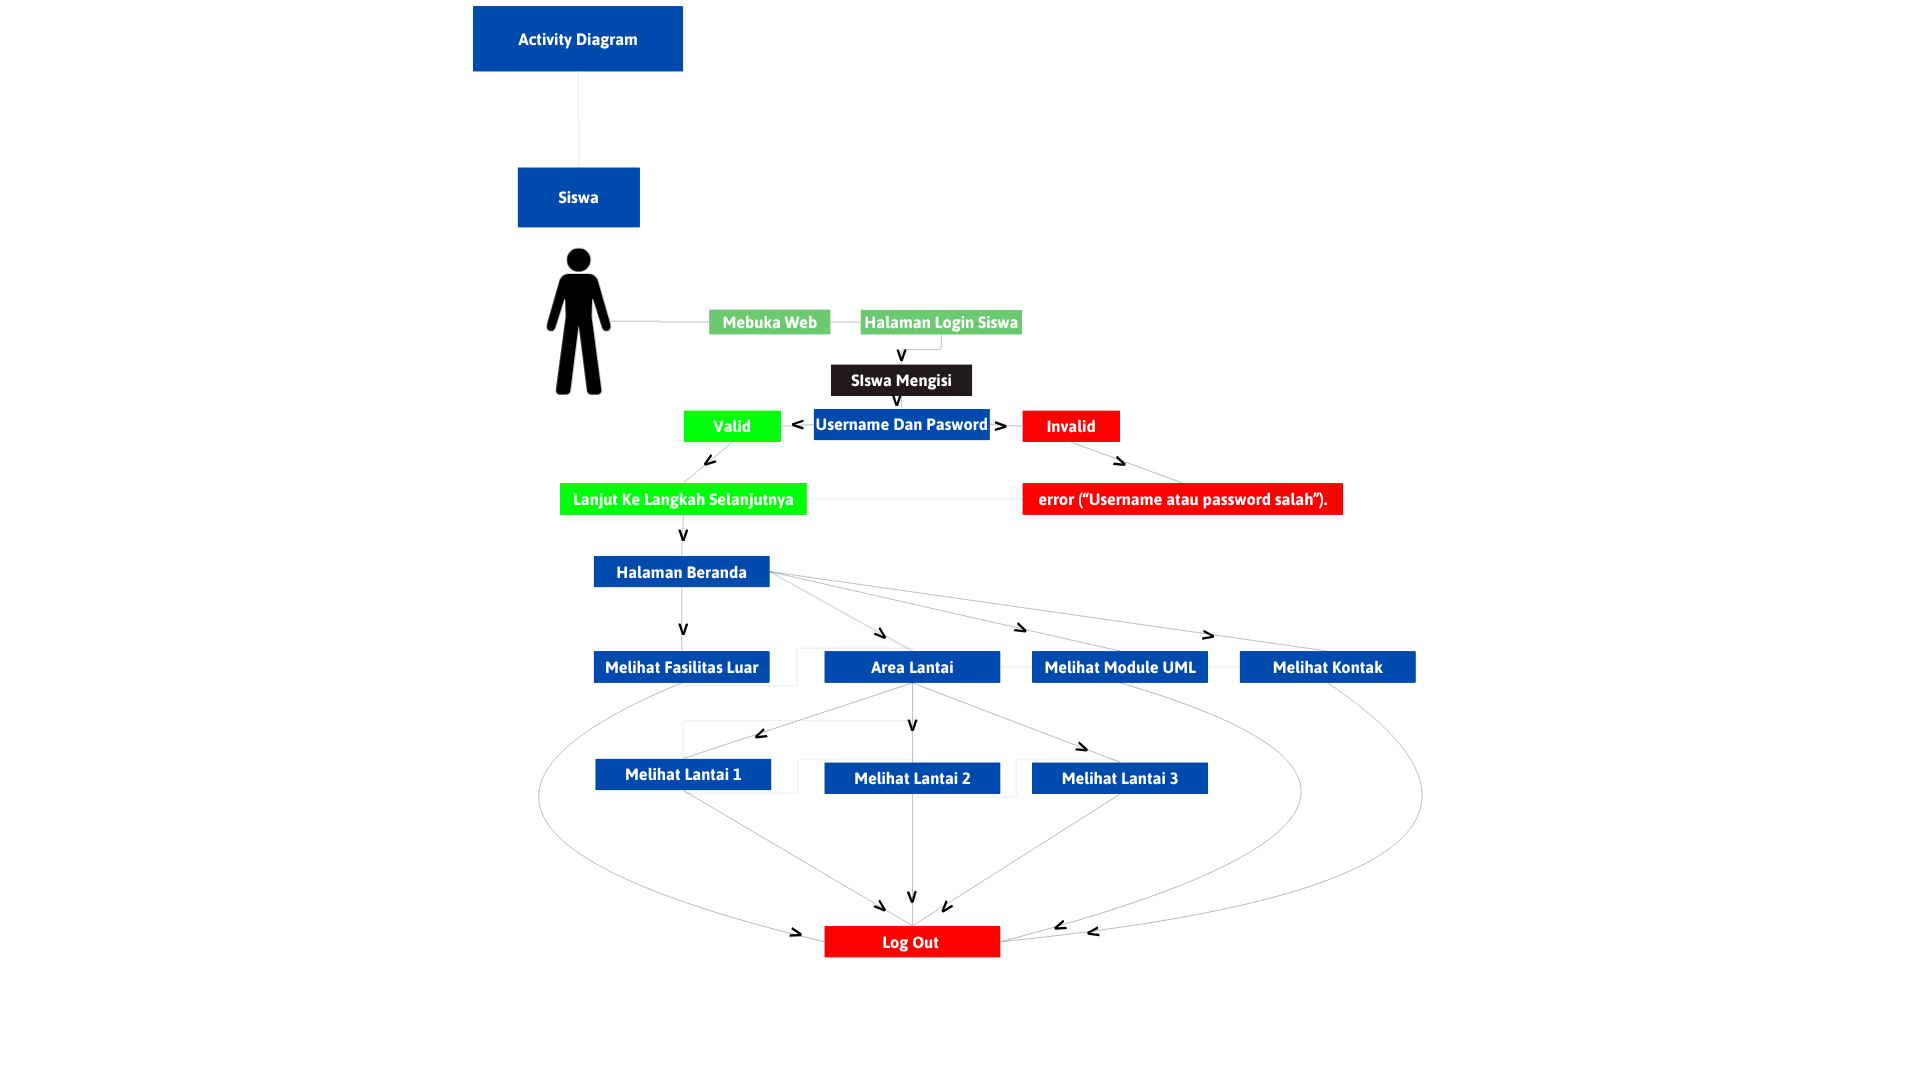 Activity Diagram
Siswa
Mebuka Web
Halaman Login Siswa
SIswa Mengisi
Valid
Username Dan Pasword
Invalid
Lanjut Ke Langkah Selanjutnya
error (“Username atau password salah”).
Halaman Beranda
Melihat Fasilitas Luar
Area Lantai
Melihat Module UML
Melihat Kontak
Melihat Lantai 1
Melihat Lantai 2
Melihat Lantai 3
Log Out